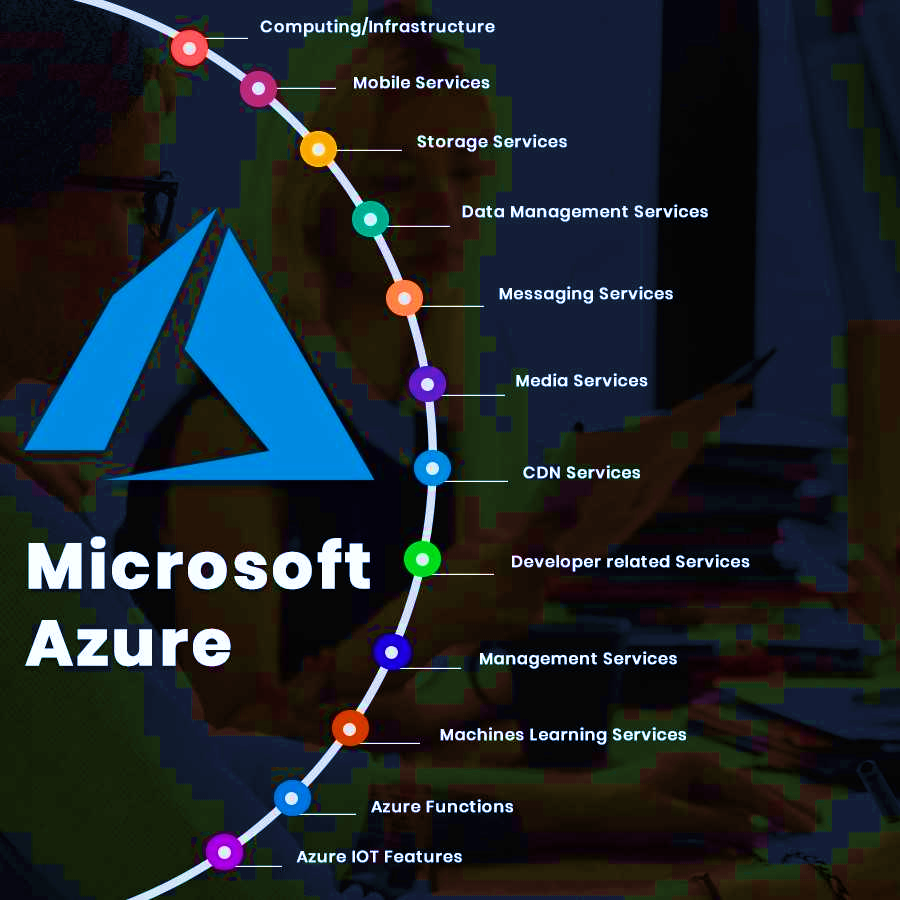 Computing/Infrastructure
Mobile Services
Storage Services
Data Management Services
Messaging Services
Media Services
CDN Services
Developer related Services
Management Services
Machines Learning Services
Azure Functions
Azure IOT Features
Microsoft
Azure